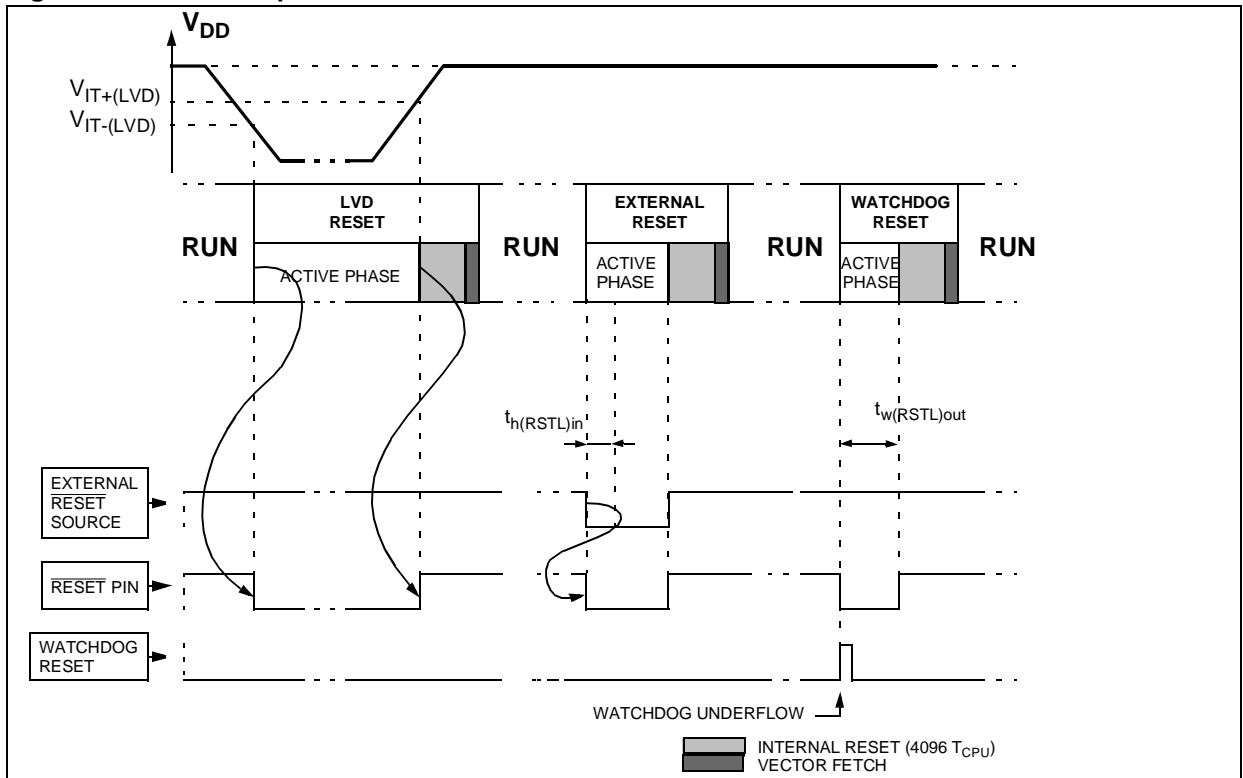 V_DD
V_IT+(LVD)
V_IT-(LVD)
LVD
RESET
EXTERNAL
RESET
WATCHDOG
RESET
RUN
RUN
RUN
RUN
ACTIVE PHASE
ACTIVE
PHASE
ACTIVE
PHASE
t_h(RSTL)in
t_w(RSTL)out
EXTERNAL
RESET
SOURCE
RESET PIN
WATCHDOG
RESET
WATCHDOG UNDERFLOW
INTERNAL RESET (4096 T_CPU)
VECTOR FETCH